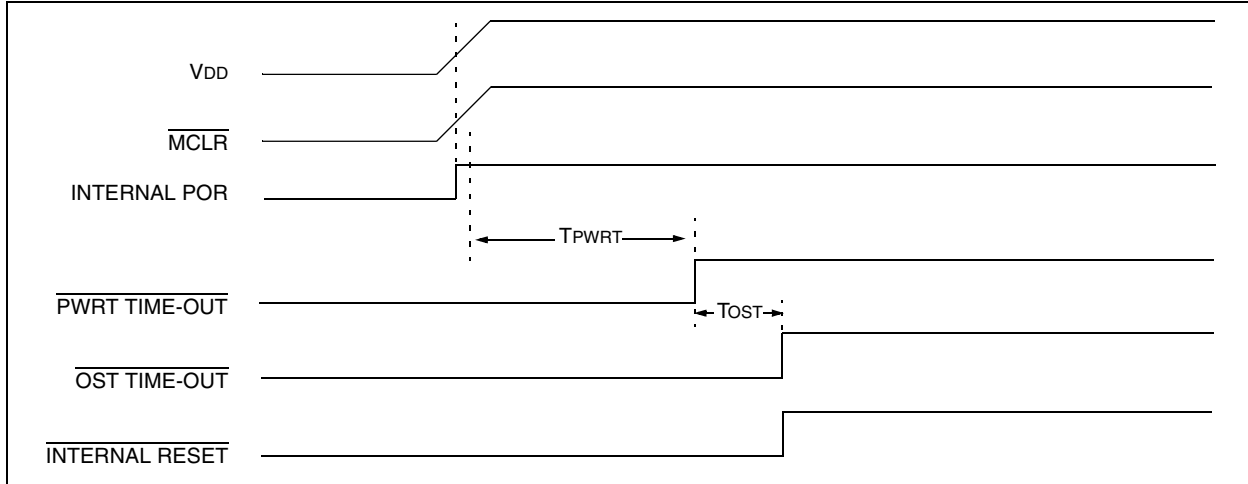 VDD
MCLR
INTERNAL POR
TPWRT
PWRT TIME-OUT
TOST
OST TIME-OUT
INTERNAL RESET